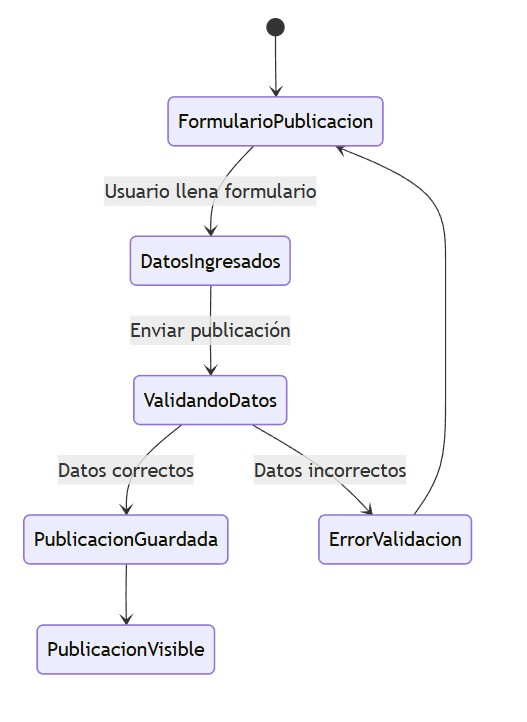 FormularioPublicacion
Usuario llena formulario
DatosIngresados
Enviar publicación
ValidandoDatos
Datos correctos
Datos incorrectos
PublicacionGuardada
ErrorValidacion
PublicacionVisible